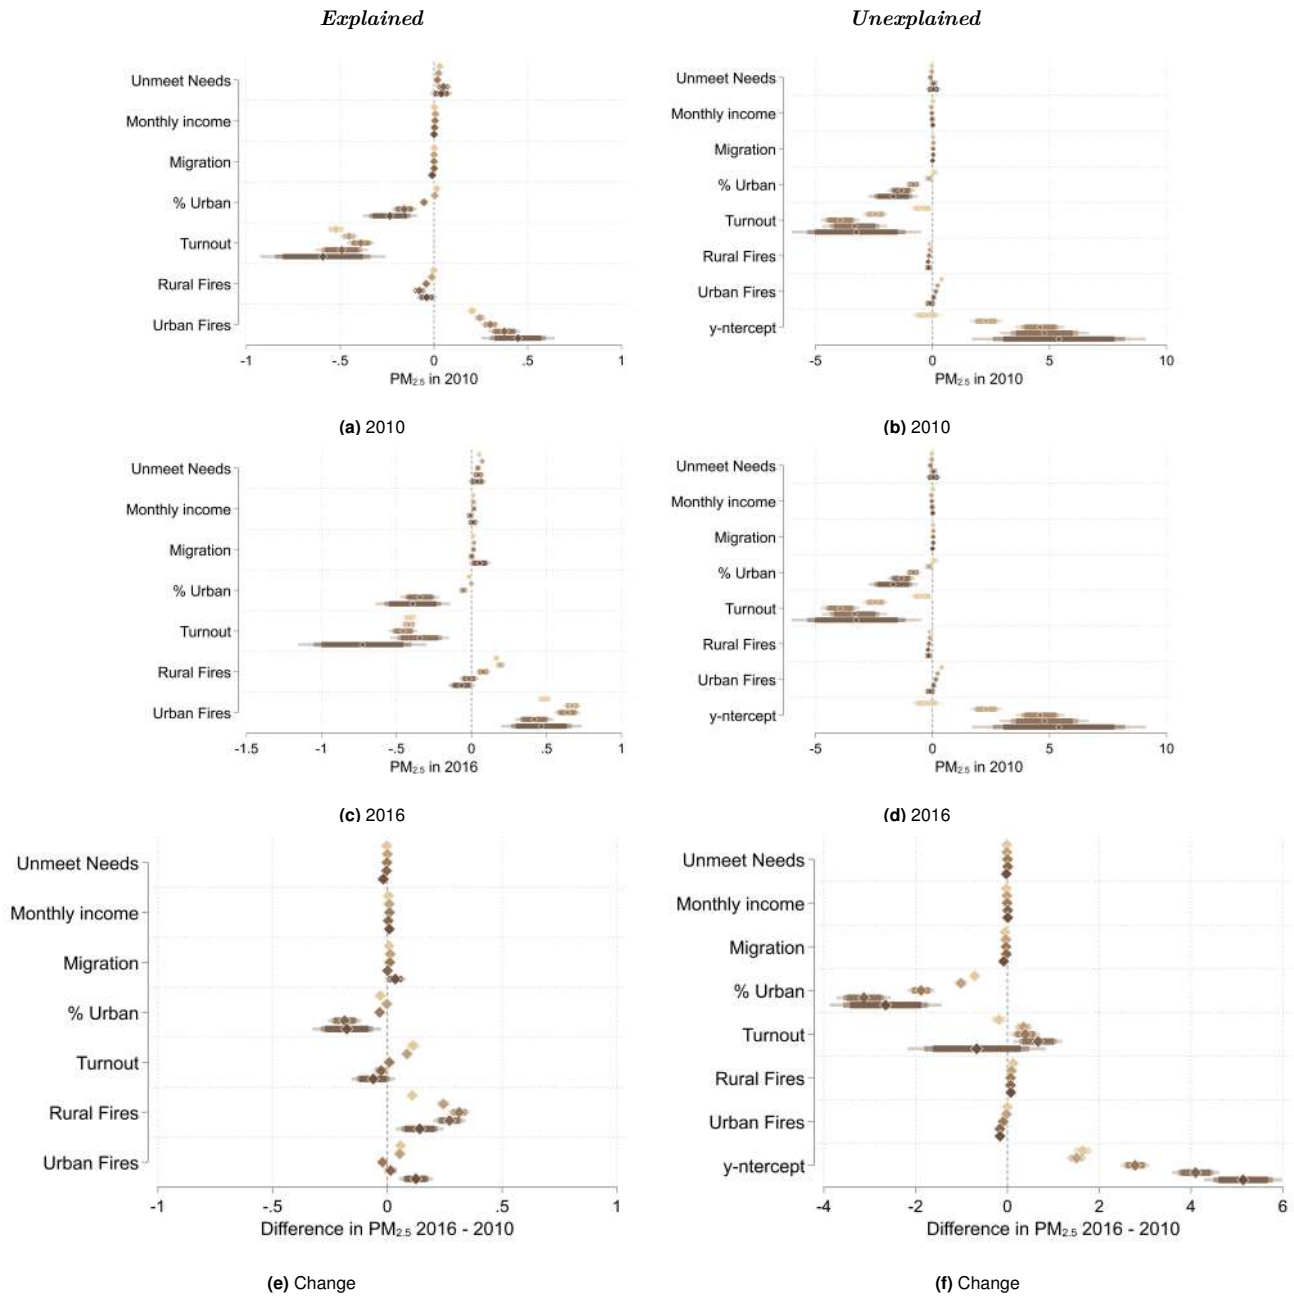 Explained
Unexplained
Unmeet Needs
Monthly income
Migration
% Urban
Turnout
Rural Fires
Urban Fires
-1 -.5 0 .5 1
PM2.5 in 2010
(a) 2010
Unmeet Needs
Monthly income
Migration
% Urban
Turnout
Rural Fires
Urban Fires
y-ntercept
-5 0 5 10
PM2.5 in 2010
(b) 2010
Unmeet Needs
Monthly income
Migration
% Urban
Turnout
Rural Fires
Urban Fires
-1.5 -1 -.5 0 .5 1
PM2.5 in 2016
(c) 2016
Unmeet Needs
Monthly income
Migration
% Urban
Turnout
Rural Fires
Urban Fires
y-ntercept
-5 0 5 10
PM2.5 in 2010
(d) 2016
Unmeet Needs
Monthly income
Migration
% Urban
Turnout
Rural Fires
Urban Fires
-1 -.5 0 .5 1
Difference in PM2.5 2016 - 2010
(e) Change
Unmeet Needs
Monthly income
Migration
% Urban
Turnout
Rural Fires
Urban Fires
y-ntercept
-4 -2 0 2 4 6
Difference in PM2.5 2016 - 2010
(f) Change